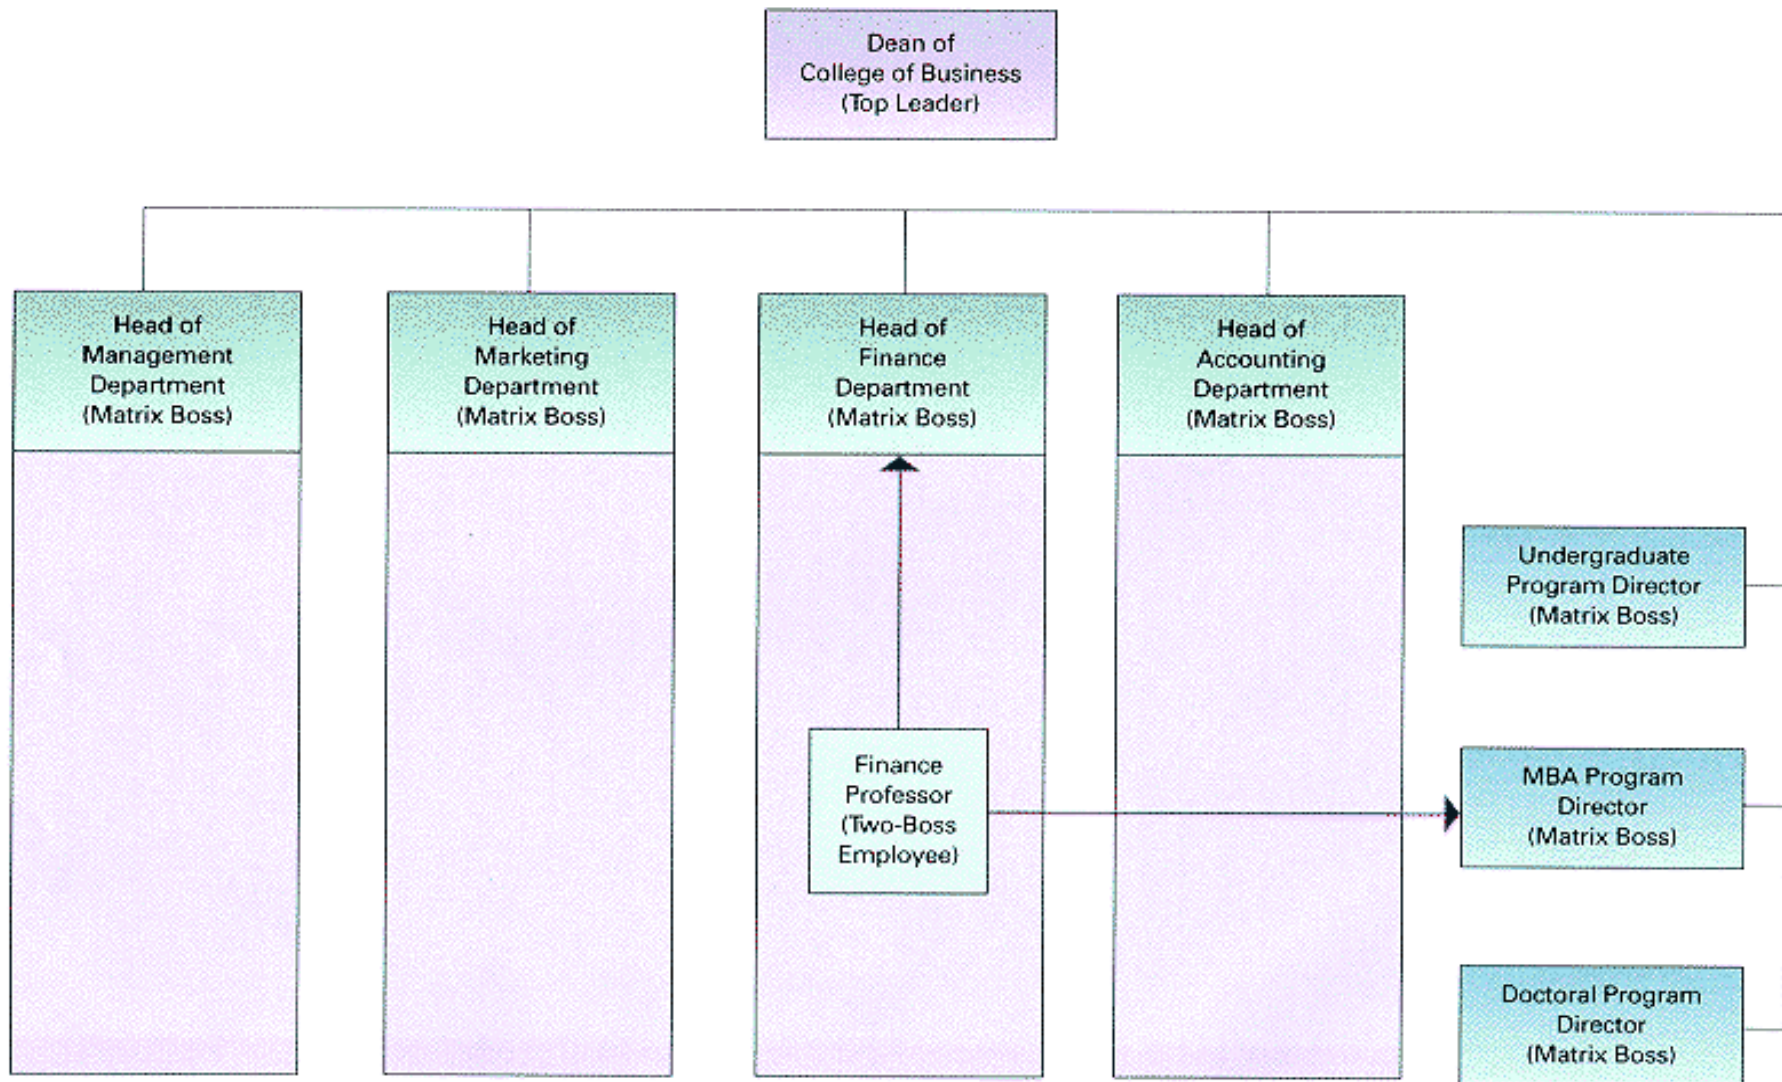 Dean of
College of Business
(Top Leader)
Head of
Management
Department
(Matrix Boss)
Head of
Marketing
Department
(Matrix Boss)
Head of
Finance
Department
(Matrix Boss)
Head of
Accounting
Department
(Matrix Boss)
Undergraduate
Program Director
(Matrix Boss)
Finance
Professor
(Two-Boss
Employee)
MBA Program
Director
(Matrix Boss)
Doctoral Program
Director
(Matrix Boss)